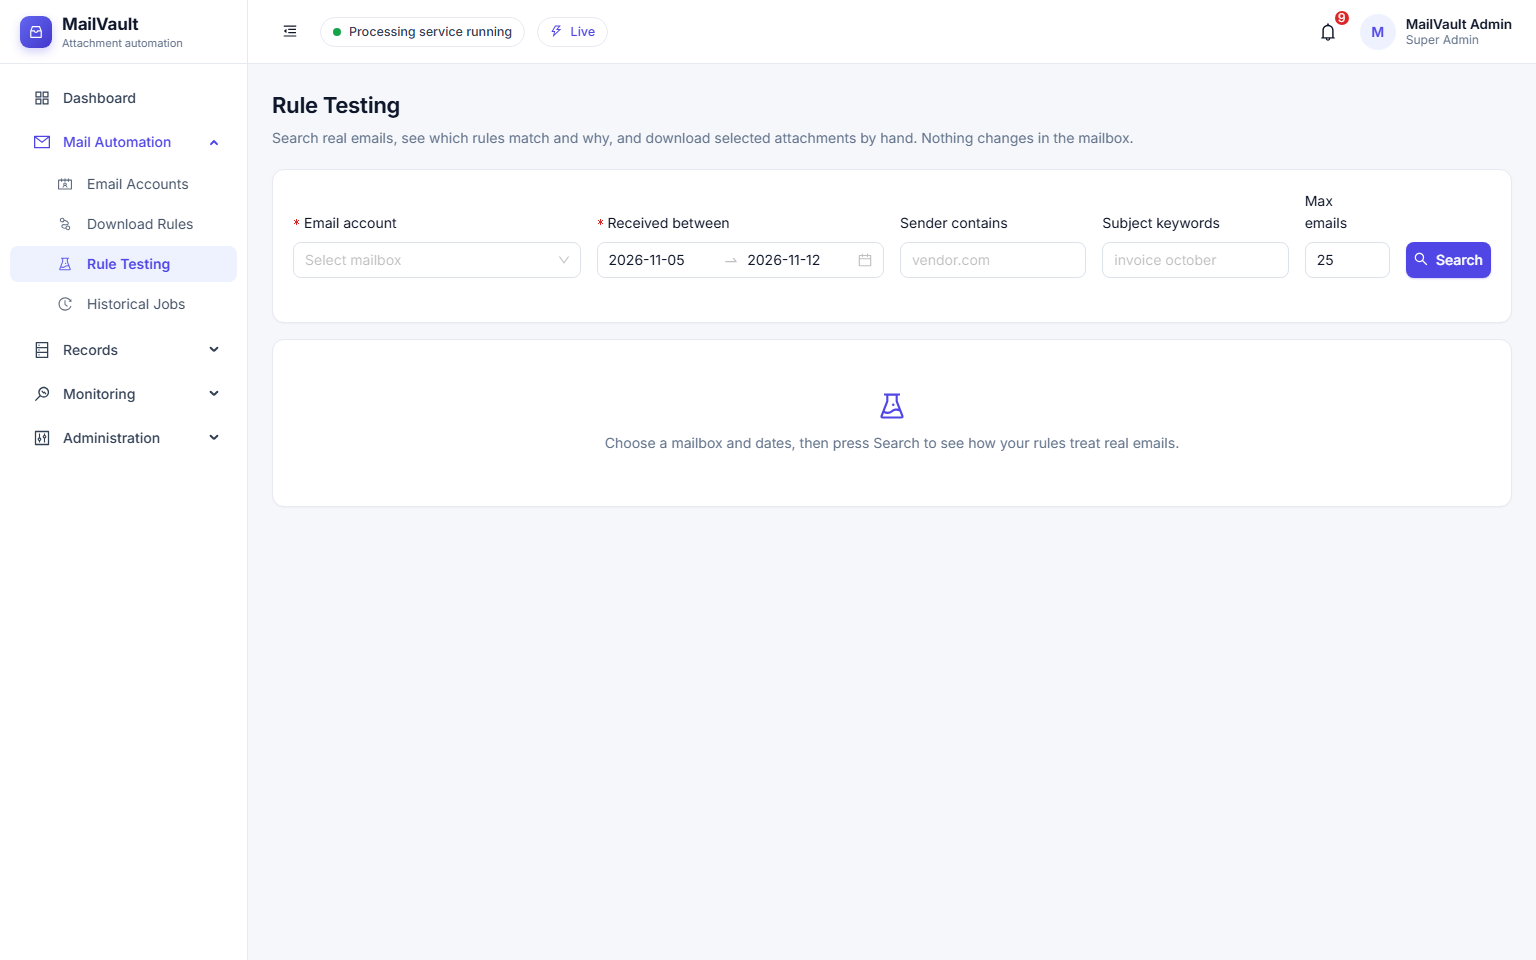 MailVault
Attachment automation
Processing service running
Live
9
M
MailVault Admin
Super Admin
Dashboard
Mail Automation
Email Accounts
Download Rules
Rule Testing
Historical Jobs
Records
Monitoring
Administration
Rule Testing
Search real emails, see which rules match and why, and download selected attachments by hand. Nothing changes in the mailbox.
* Email account
Select mailbox
* Received between
2026-11-05 → 2026-11-12
Sender contains
vendor.com
Subject keywords
invoice october
Max
emails
25
Search
Choose a mailbox and dates, then press Search to see how your rules treat real emails.